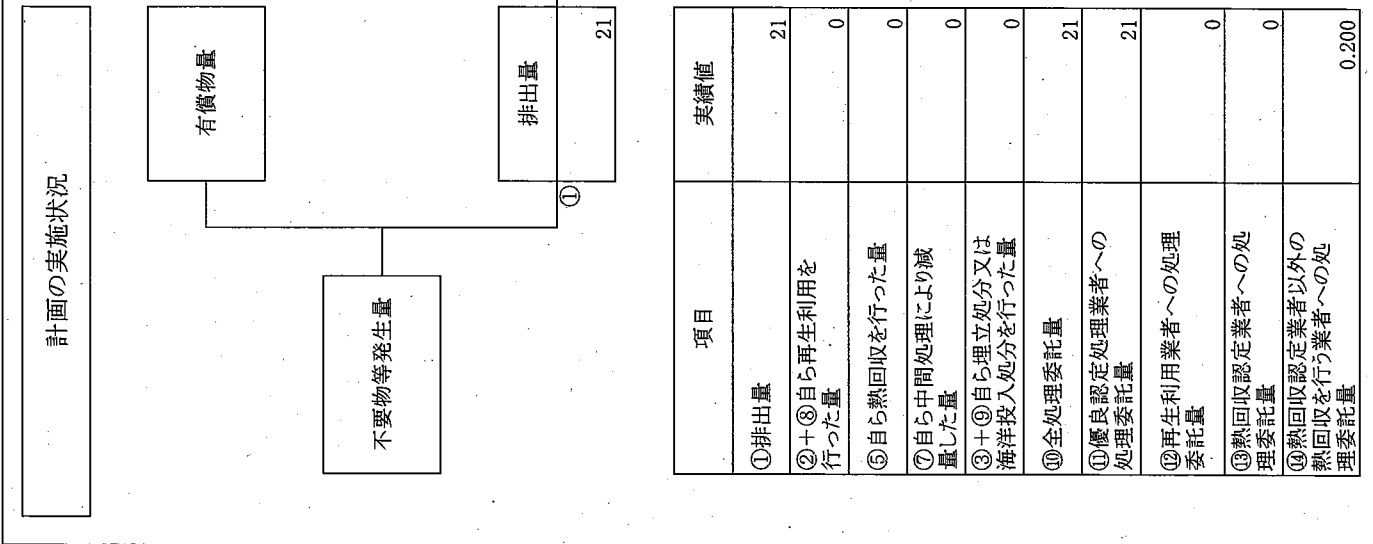 計画の実施状況
有償物量
不要物等発生量
①
排出量
21
項目
実績値
①排出量
21
②+⑧自ら再生利用を
行った量
0
⑤自ら熱回収を行った量
0
⑦自ら中間処理により減
量した量
0
③+⑨自ら埋立処分又は
海洋投入処分を行った量
0
⑩全処理委託量
21
⑪優良認定処理業者への
処理委託量
21
⑫再生利用業者への処理
委託量
0
⑬熱回収認定業者への処
理委託量
0
⑭熱回収認定業者以外の
熱回収を行う業者への処
理委託量
0.200